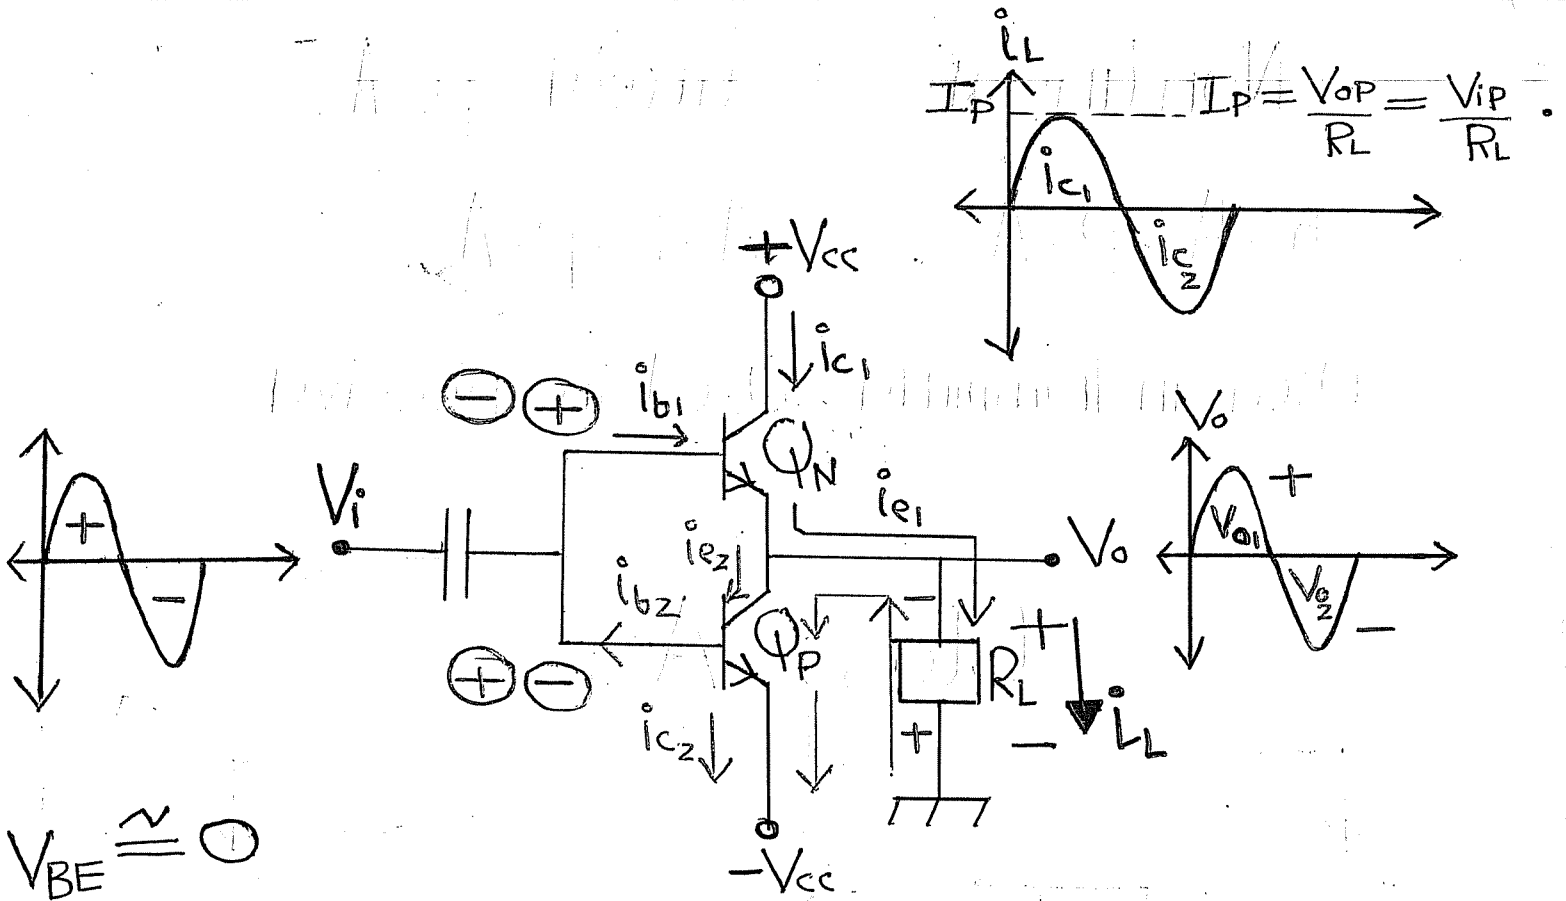 iL
IP
IP = VOP/RL = ViP/RL .
ic1
ic2
+Vcc
ic1
− + ib1
QN
ie1
Vo
+
Vo1
Vo2
−
+
−
Vi
ie2
Vo
ib2
QP
−
+
RL
+ −
ic2
+
−
iL
VBE ≅ 0
−Vcc